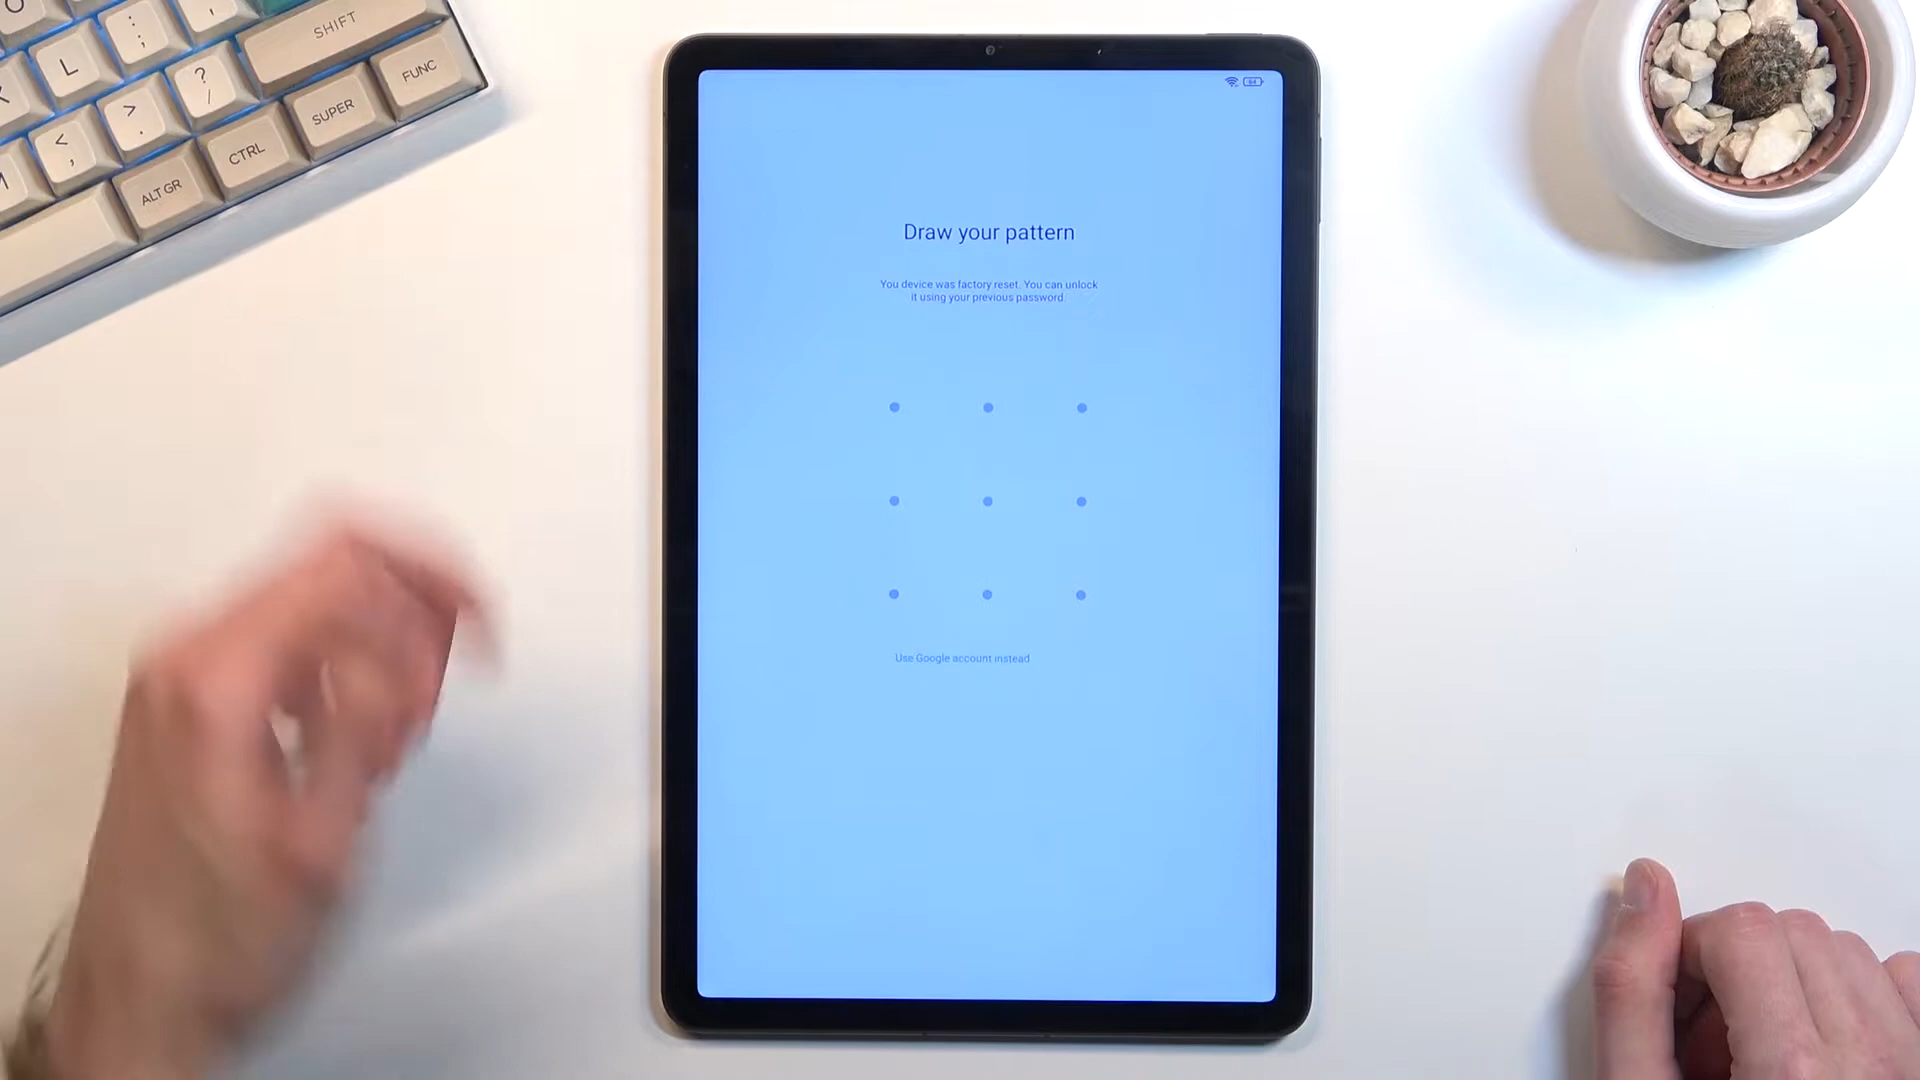 SHIFT
L
:
;
?
/
FUNC
>
.
SUPER
<
,
CTRL
ALT GR
64
Draw your pattern
You device was factory reset. You can unlock
it using your previous password.
Use Google account instead